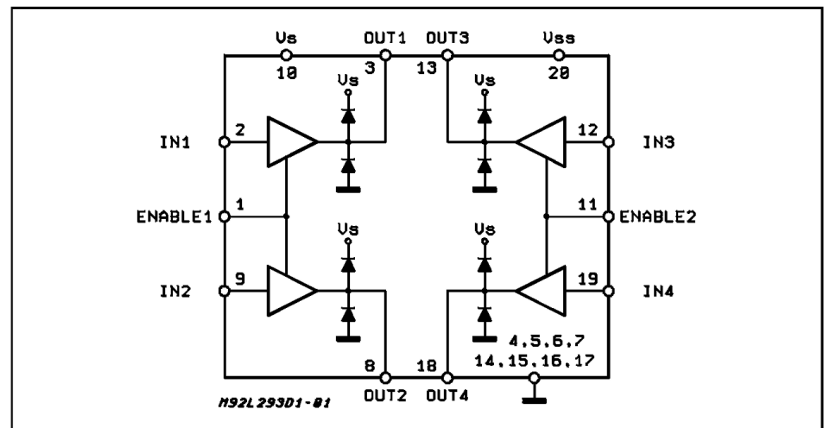 Vs OUT1 OUT3 Vss
10 3 13 20
Vs Vs
IN1 2 12 IN3
ENABLE1 1 11 ENABLE2
Vs Vs
IN2 9 19 IN4
4,5,6,7
8 18 14,15,16,17
M92L293D1-01 OUT2 OUT4